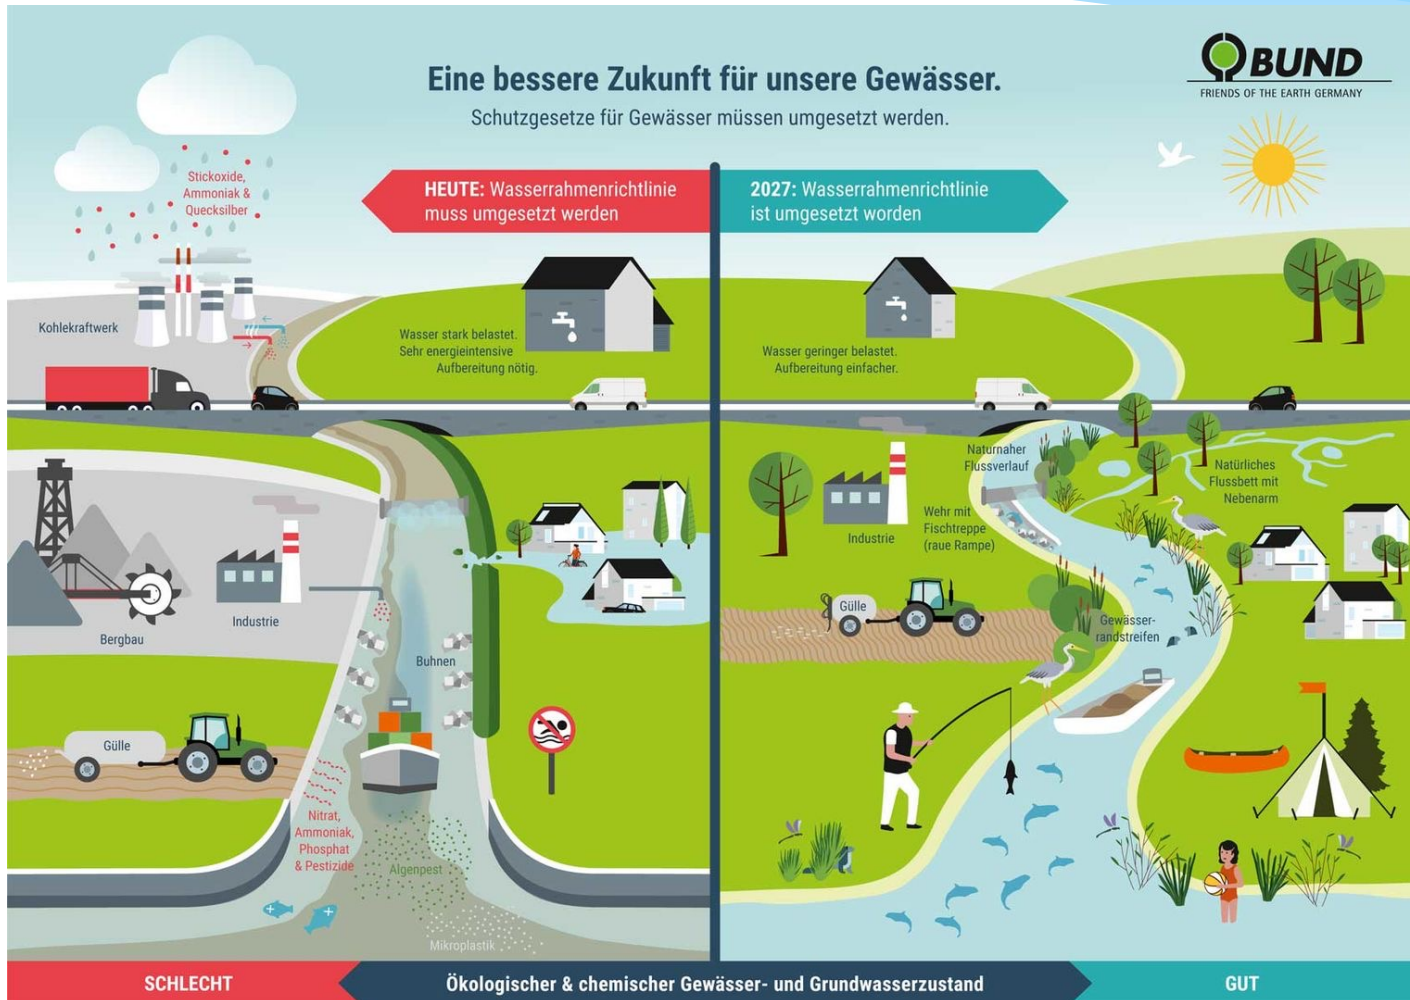 Eine bessere Zukunft für unsere Gewässer.
Schutzgesetze für Gewässer müssen umgesetzt werden.
BUND
FRIENDS OF THE EARTH GERMANY
HEUTE: Wasserrahmenrichtlinie
muss umgesetzt werden
2027: Wasserrahmenrichtlinie
ist umgesetzt worden
Stickoxide,
Ammoniak &
Quecksilber
Kohlekraftwerk
Wasser stark belastet.
Sehr energieintensive
Aufbereitung nötig.
Wasser geringer belastet.
Aufbereitung einfacher.
Bergbau
Industrie
Buhnen
Gülle
Nitrat,
Ammoniak,
Phosphat
& Pestizide
Algenpest
Mikroplastik
Naturnaher
Flussverlauf
Natürliches
Flussbett mit
Nebenarm
Wehr mit
Fischtreppe
(raue Rampe)
Industrie
Gülle
Gewässer-
randstreifen
SCHLECHT
Ökologischer & chemischer Gewässer- und Grundwasserzustand
GUT